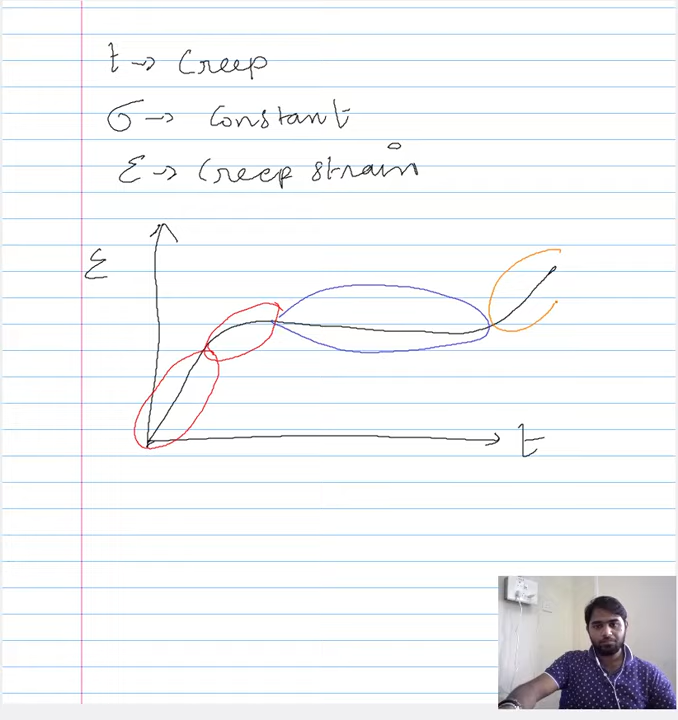 t → Creep
σ → Constant
ε → Creep strain
ε
t